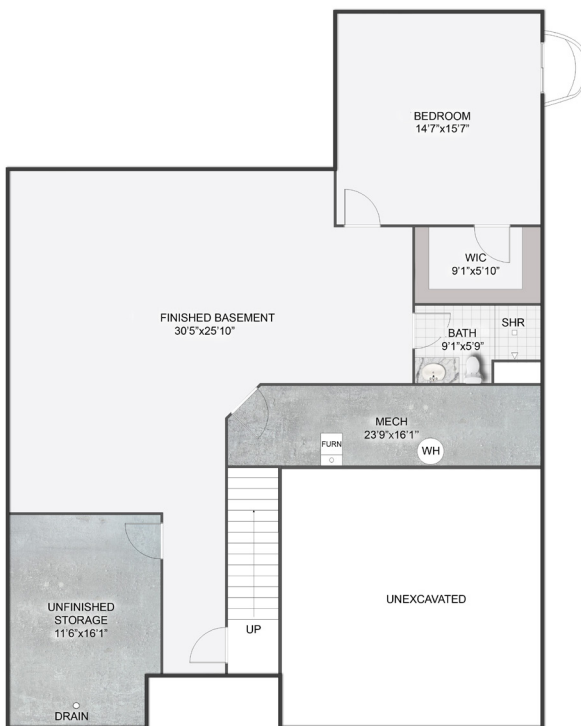 BEDROOM
14'7"x15'7"
WIC
9'1"x5'10"
FINISHED BASEMENT
30'5"x25'10"
SHR
BATH
9'1"x5'9"
MECH
23'9"x16'1"
FURN
WH
UNFINISHED
STORAGE
11'6"x16'1"
UNEXCAVATED
UP
DRAIN